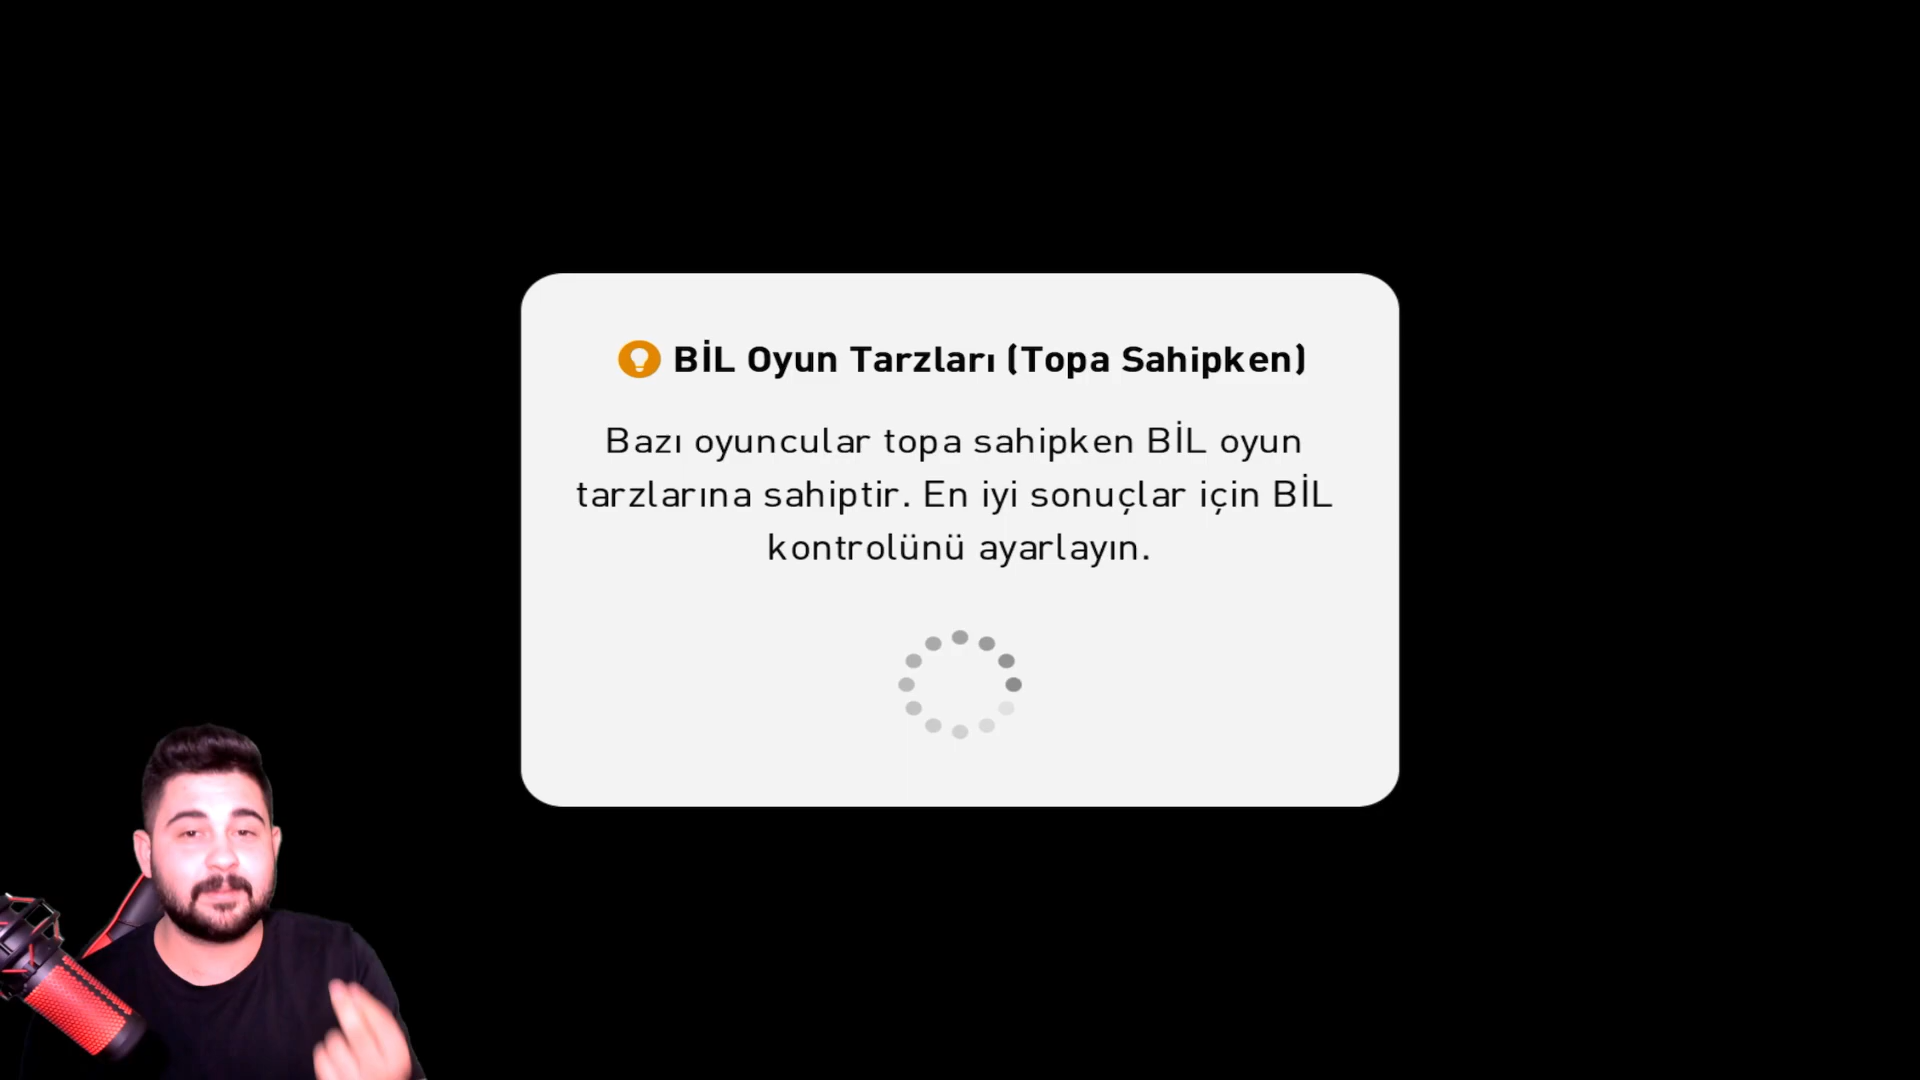 BİL Oyun Tarzları (Topa Sahipken)
Bazı oyuncular topa sahipken BİL oyun
tarzlarına sahiptir. En iyi sonuçlar için BİL
kontrolünü ayarlayın.